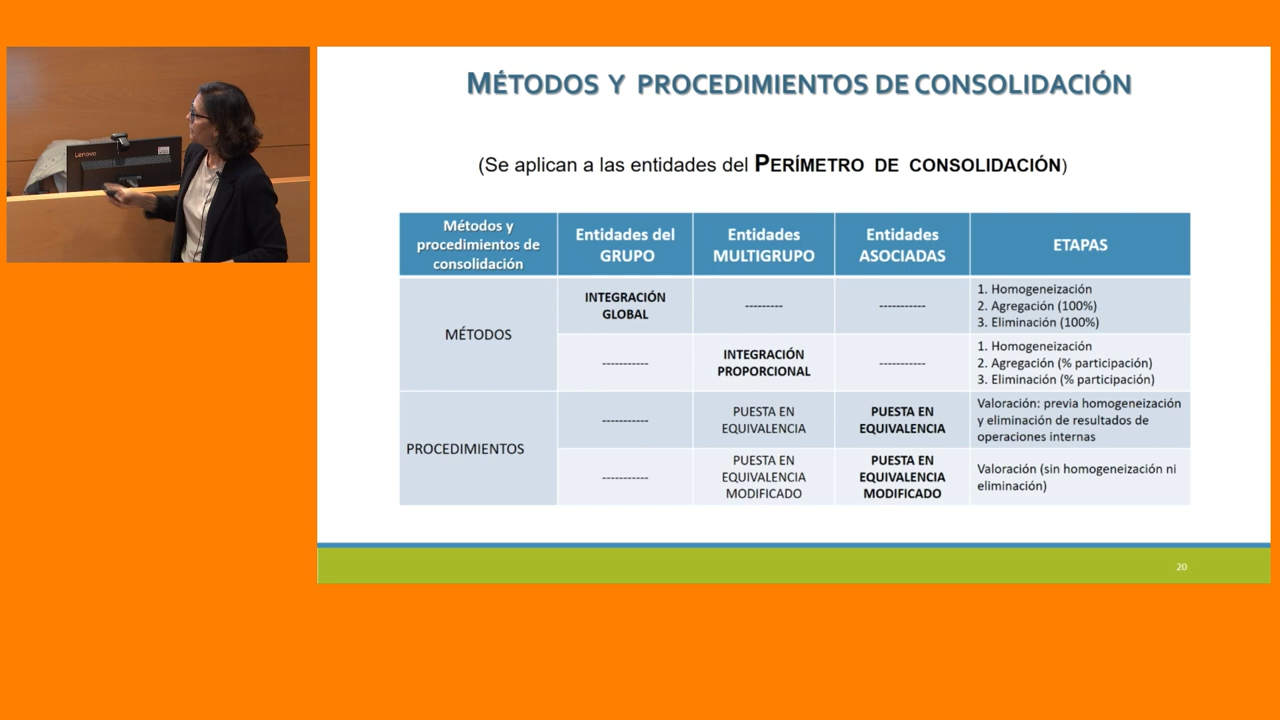 Lenovo
MÉTODOS Y PROCEDIMIENTOS DE CONSOLIDACIÓN
(Se aplican a las entidades del PERÍMETRO DE CONSOLIDACIÓN)
Métodos y
procedimientos de
consolidación
Entidades del
GRUPO
Entidades
MULTIGRUPO
Entidades
ASOCIADAS
ETAPAS
MÉTODOS
INTEGRACIÓN
GLOBAL
---------
-----------
1. Homogeneización
2. Agregación (100%)
3. Eliminación (100%)
-----------
INTEGRACIÓN
PROPORCIONAL
-----------
1. Homogeneización
2. Agregación (% participación)
3. Eliminación (% participación)
PROCEDIMIENTOS
-----------
PUESTA EN
EQUIVALENCIA
PUESTA EN
EQUIVALENCIA
Valoración: previa homogeneización
y eliminación de resultados de
operaciones internas
-----------
PUESTA EN
EQUIVALENCIA
MODIFICADO
PUESTA EN
EQUIVALENCIA
MODIFICADO
Valoración (sin homogeneización ni
eliminación)
20